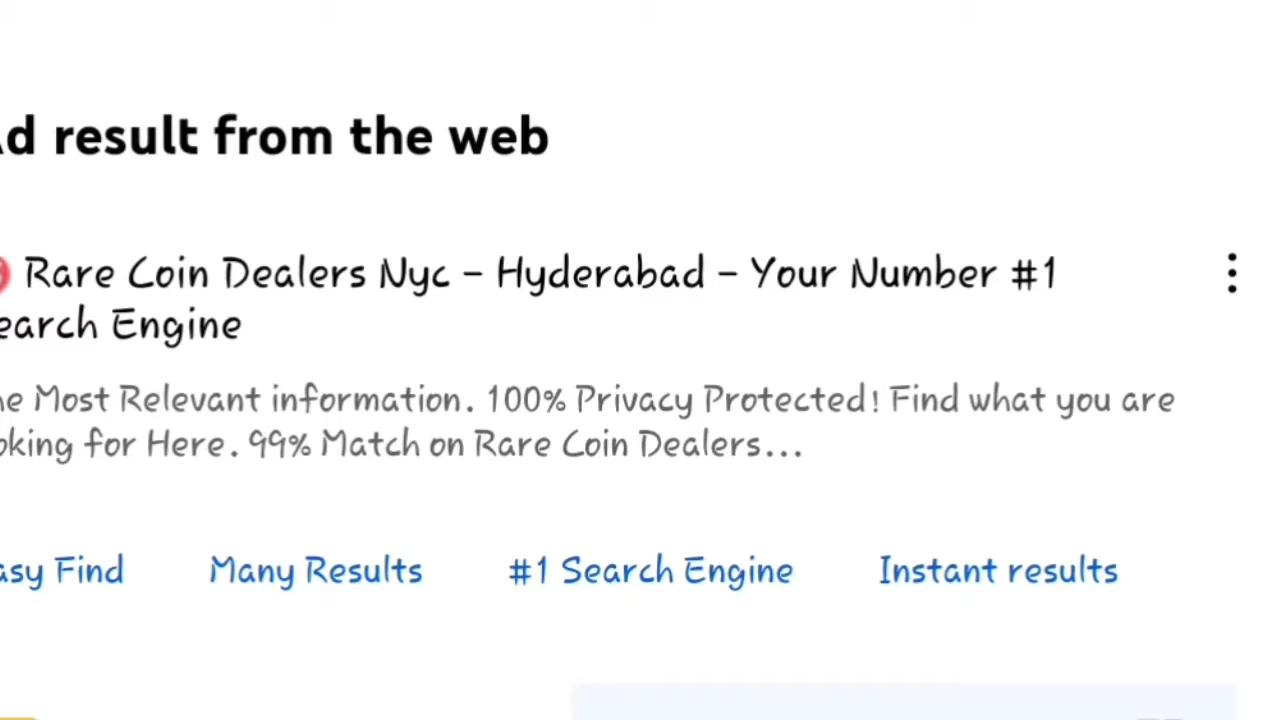 d result from the web
Rare Coin Dealers Nyc – Hyderabad – Your Number #1
earch Engine
e Most Relevant information. 100% Privacy Protected! Find what you are
oking for Here. 99% Match on Rare Coin Dealers...
asy Find Many Results #1 Search Engine Instant results